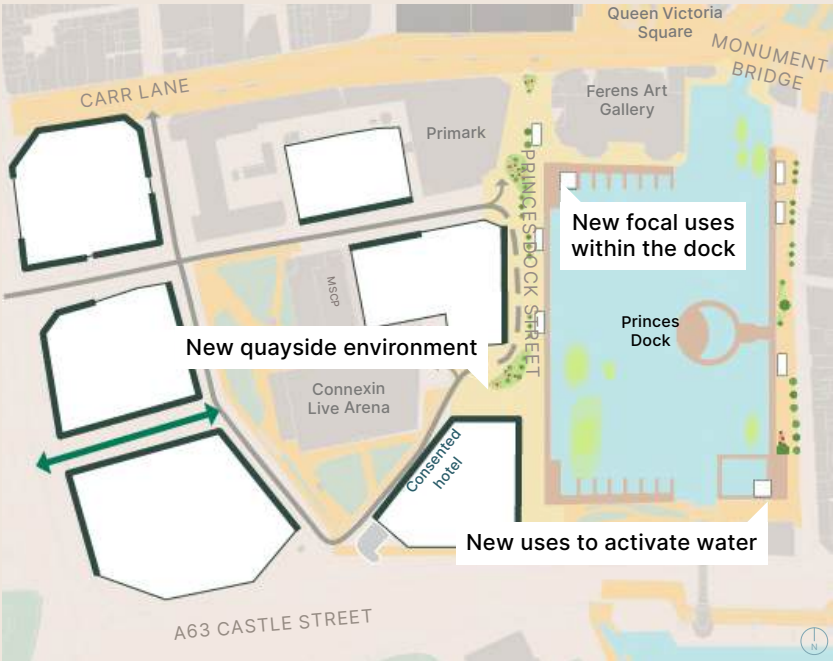 Queen Victoria
Square
MONUMENT
BRIDGE
CARR LANE
Ferens Art
Gallery
Primark
PRINCES DOCK STREET
New focal uses
within the dock
MSCP
Princes
Dock
New quayside environment
Connexin
Live Arena
Consented
hotel
New uses to activate water
A63 CASTLE STREET
N